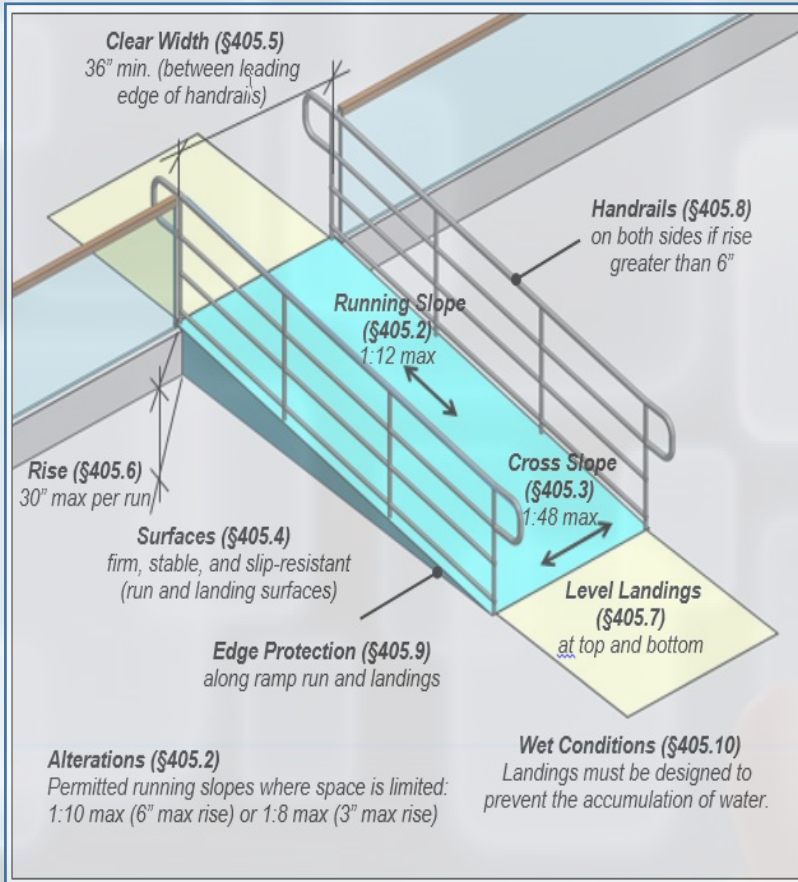 Clear Width (§405.5)
36” min. (between leading
edge of handrails)
Handrails (§405.8)
on both sides if rise
greater than 6”
Running Slope
(§405.2)
1:12 max
Cross Slope
(§405.3)
1:48 max
Rise (§405.6)
30” max per run
Surfaces (§405.4)
firm, stable, and slip-resistant
(run and landing surfaces)
Level Landings
(§405.7)
at top and bottom
Edge Protection (§405.9)
along ramp run and landings
Alterations (§405.2)
Permitted running slopes where space is limited:
1:10 max (6” max rise) or 1:8 max (3” max rise)
Wet Conditions (§405.10)
Landings must be designed to
prevent the accumulation of water.